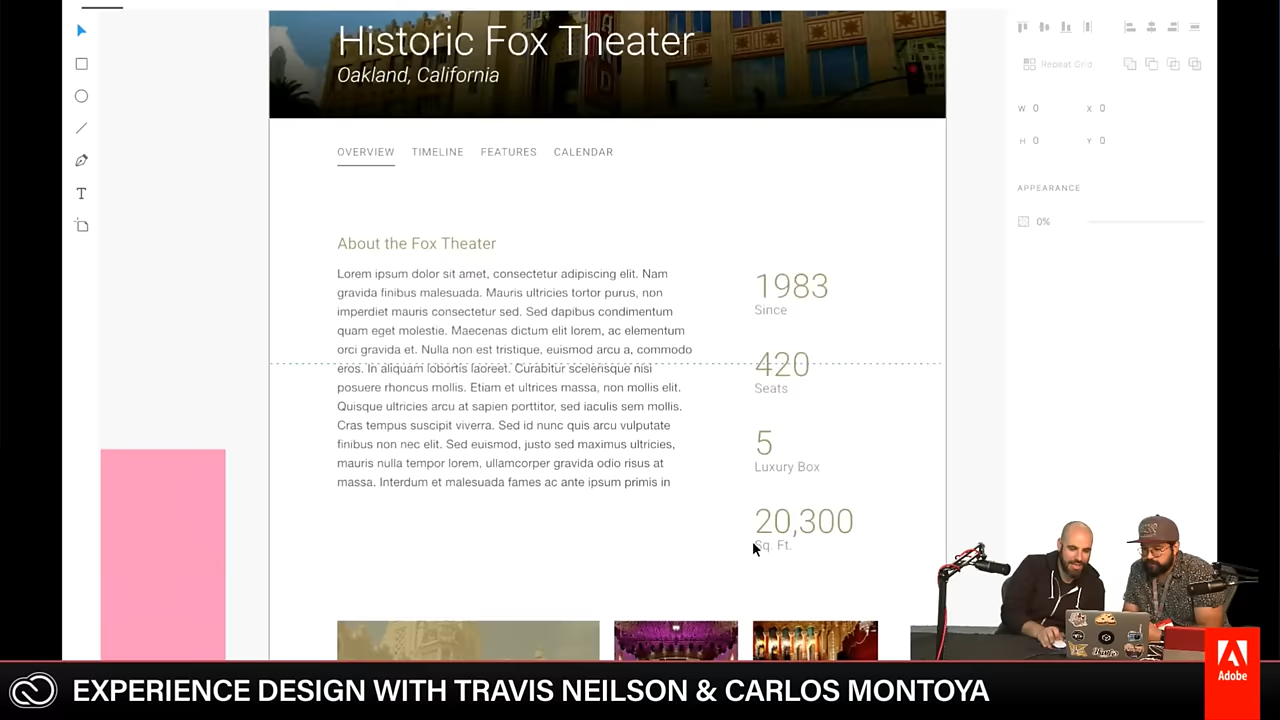 Historic Fox Theater
Oakland, California
Repeat Grid
W 0
X 0
H 0
Y 0
OVERVIEW
TIMELINE
FEATURES
CALENDAR
APPEARANCE
0%
T
About the Fox Theater
Lorem ipsum dolor sit amet, consectetur adipiscing elit. Nam
gravida finibus malesuada. Mauris ultricies tortor purus, non
imperdiet mauris consectetur sed. Sed dapibus condimentum
quam eget molestie. Maecenas dictum elit lorem, ac elementum
orci gravida et. Nulla non est tristique, euismod arcu a, commodo
eros. In aliquam lobortis laoreet. Curabitur scelerisque nisi
posuere rhoncus mollis. Etiam et ultrices massa, non mollis elit.
Quisque ultricies arcu at sapien porttitor, sed iaculis sem mollis.
Cras tempus suscipit viverra. Sed id nunc quis arcu vulputate
finibus non nec elit. Sed euismod, justo sed maximus ultricies,
mauris nulla tempor lorem, ullamcorper gravida odio risus at
massa. Interdum et malesuada fames ac ante ipsum primis in
1983
Since
420
Seats
5
Luxury Box
20,300
Sq. Ft.
EXPERIENCE DESIGN WITH TRAVIS NEILSON & CARLOS MONTOYA
Adobe